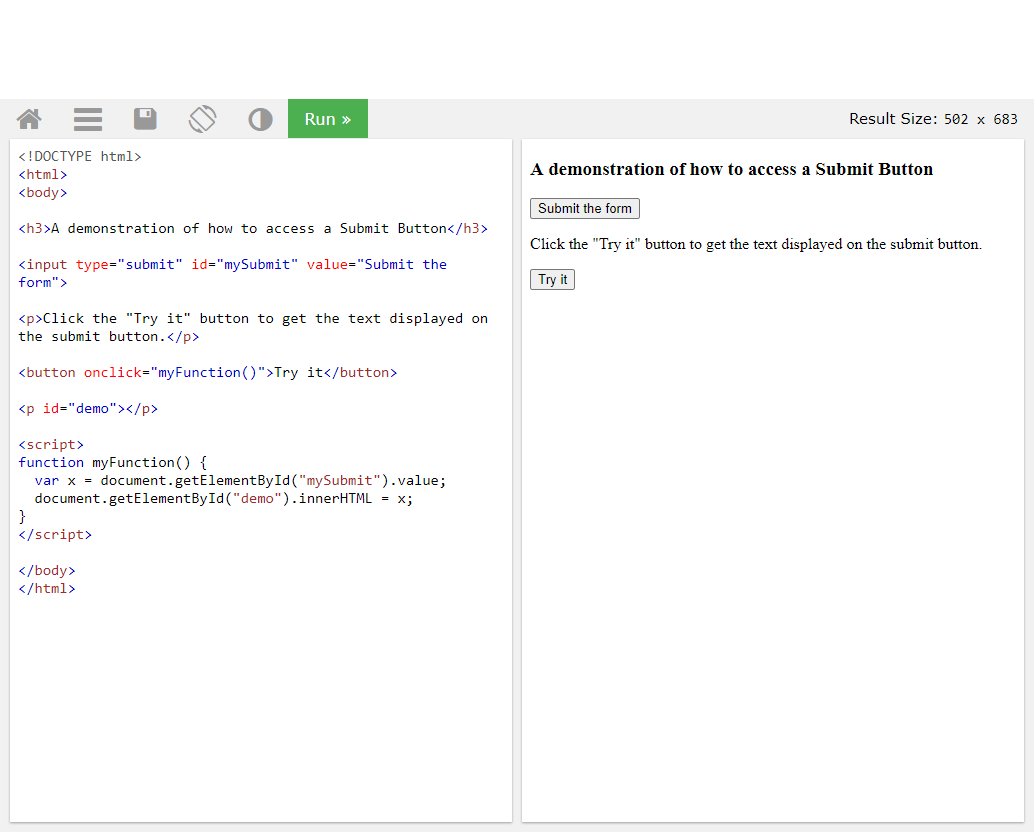 Run »
Result Size: 502 x 683
<!DOCTYPE html>
<html>
<body>
<h3>A demonstration of how to access a Submit Button</h3>
<input type="submit" id="mySubmit" value="Submit the
form">
<p>Click the "Try it" button to get the text displayed on
the submit button.</p>
<button onclick="myFunction()">Try it</button>
<p id="demo"></p>
<script>
function myFunction() {
  var x = document.getElementById("mySubmit").value;
  document.getElementById("demo").innerHTML = x;
}
</script>
</body>
</html>
A demonstration of how to access a Submit Button
Submit the form
Click the "Try it" button to get the text displayed on the submit button.
Try it